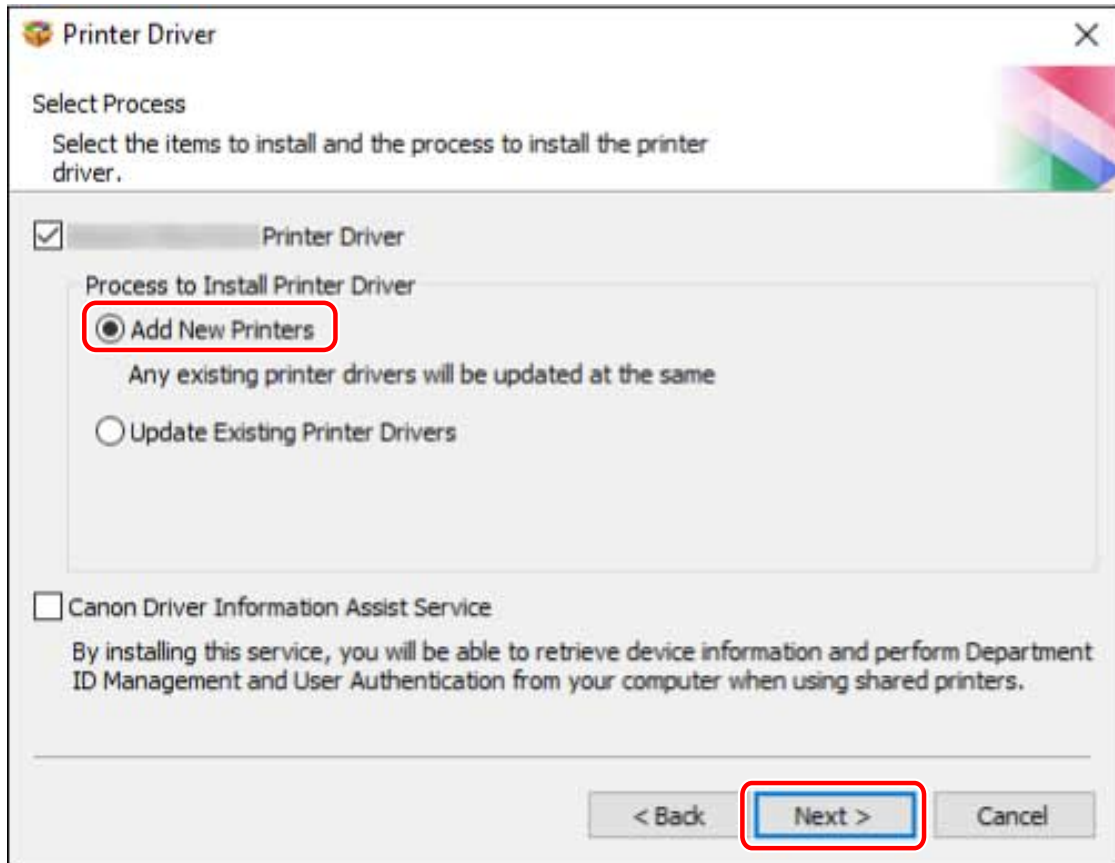 Printer Driver
Select Process
Select the items to install and the process to install the printer
driver.
Printer Driver
Process to Install Printer Driver
Add New Printers
Any existing printer drivers will be updated at the same
Update Existing Printer Drivers
Canon Driver Information Assist Service
By installing this service, you will be able to retrieve device information and perform Department
ID Management and User Authentication from your computer when using shared printers.
< Back
Next >
Cancel